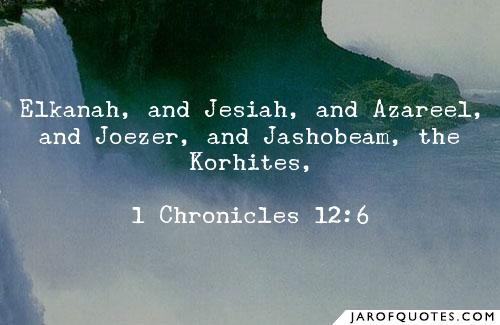 Elkanah, and Jesiah, and Azareel,
and Joezer, and Jashobeam, the
Korhites,
1 Chronicles 12:6
JAROFQUOTES.COM